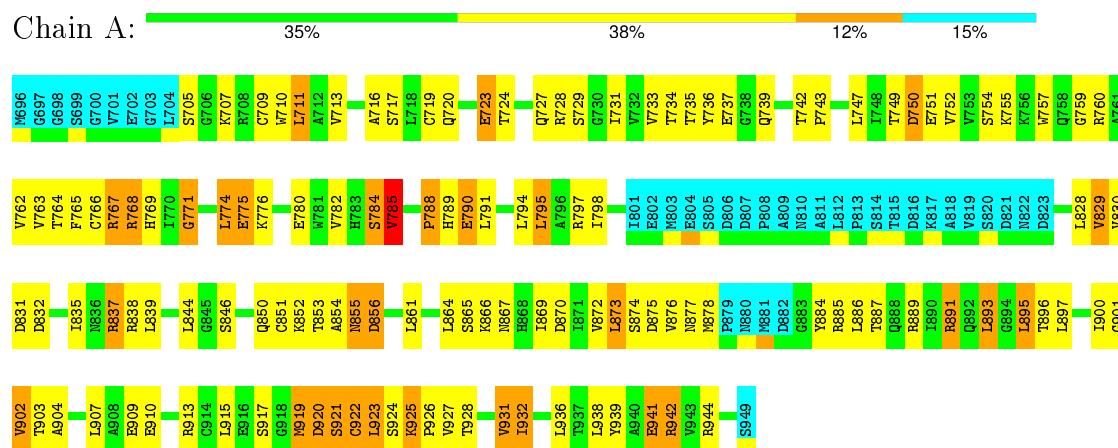 Chain A:
35% 38% 12% 15%
M696 G697 G698 S699 G700 V701 E702 G703 L704 S705 G706 K707 R708 C709 W710 L711 A712 V713 A716 S717 L718 C719 Q720 E723 T724 Q727 R728 S729 G730 I731 V732 V733 T734 T735 Y736 E737 G738 Q739 T742 P743 L747 I748 T749 D750 E751 V752 V753 S754 K755 K756 W757 Q758 G759 R760 A761
V762 V763 T764 F765 C766 R767 R768 H769 I770 G771 L774 E775 K776 E780 W781 V782 H783 S784 V785 P788 H789 E790 L791 L794 L795 A796 R797 I798 I801 E802 M803 E804 S805 D806 D807 P808 A809 N810 A811 L812 P813 S814 T815 D816 K817 A818 V819 S820 D821 N822 D823 L828 V829 V830
D831 D832 I835 N836 R837 R838 L839 L844 G845 S846 Q850 C851 K852 T853 A854 N855 D856 L861 L864 S865 K866 N867 H868 I869 D870 I871 V872 L873 S874 D875 V876 N877 M878 P879 N880 M881 D882 G883 Y884 R885 L886 T887 Q888 R889 I890 R891 Q892 L893 G894 L895 T896 L897 I900 G901
V902 T903 A904 L907 A908 E909 E910 R913 C914 L915 E916 S917 G918 M919 D920 S921 C922 L923 S924 K925 P926 V927 T928 V931 I932 L936 T937 L938 Y939 A940 E941 R942 V943 R944 S949